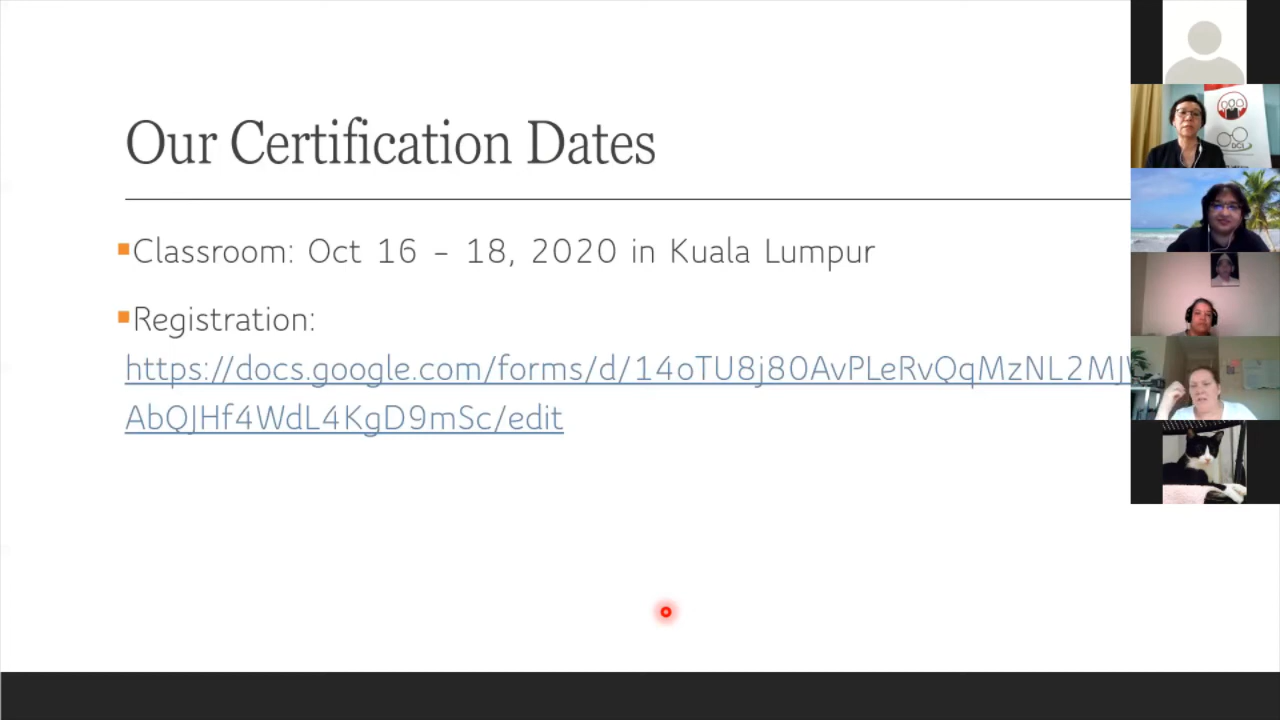 Our Certification Dates
Classroom: Oct 16 – 18, 2020 in Kuala Lumpur
Registration:
https://docs.google.com/forms/d/14oTU8j80AvPLeRvQqMzNL2MJ
AbQJHf4WdL4KgD9mSc/edit
DCI